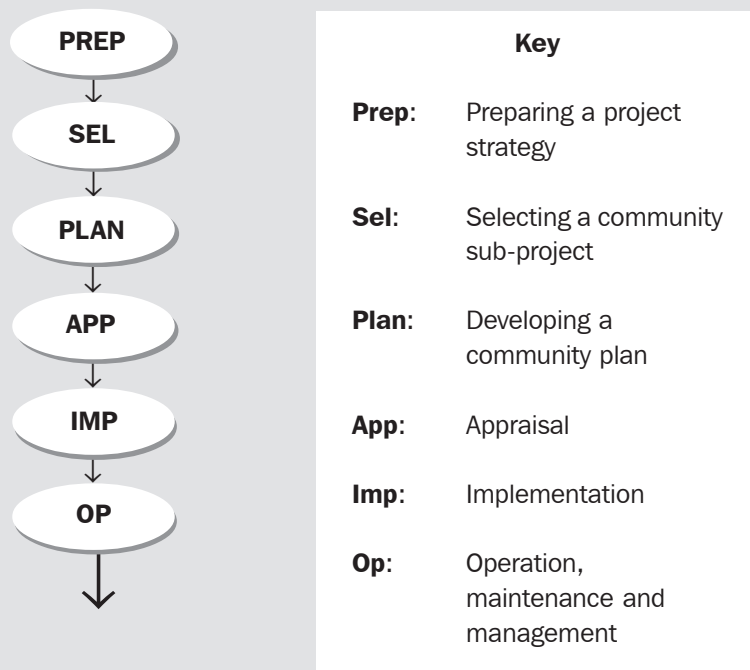 PREP
SEL
PLAN
APP
IMP
OP
Key
Prep: Preparing a project
strategy
Sel: Selecting a community
sub-project
Plan: Developing a
community plan
App: Appraisal
Imp: Implementation
Op: Operation,
maintenance and
management